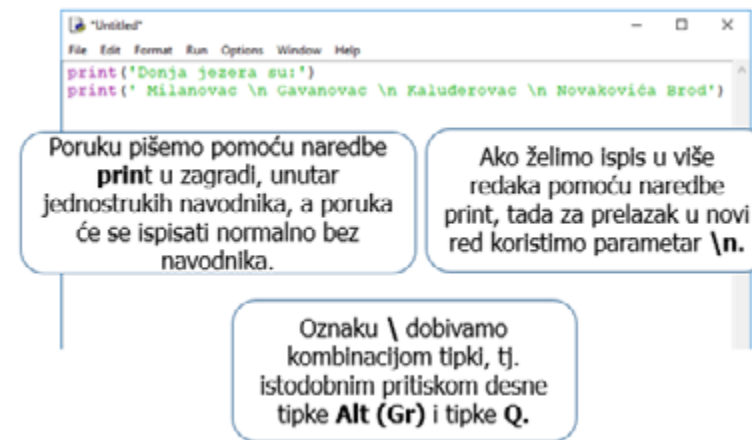 *Untitled*
File Edit Format Run Options Window Help
print('Donja jezera su:')
print(' Milanovac \n Gavanovac \n Kaluđerovac \n Novakovića Brod')
Poruku pišemo pomoću naredbe
print u zagradi, unutar
jednostrukih navodnika, a poruka
će se ispisati normalno bez
navodnika.
Ako želimo ispis u više
redaka pomoću naredbe
print, tada za prelazak u novi
red koristimo parametar \n.
Oznaku \ dobivamo
kombinacijom tipki, tj.
istodobnim pritiskom desne
tipke Alt (Gr) i tipke Q.